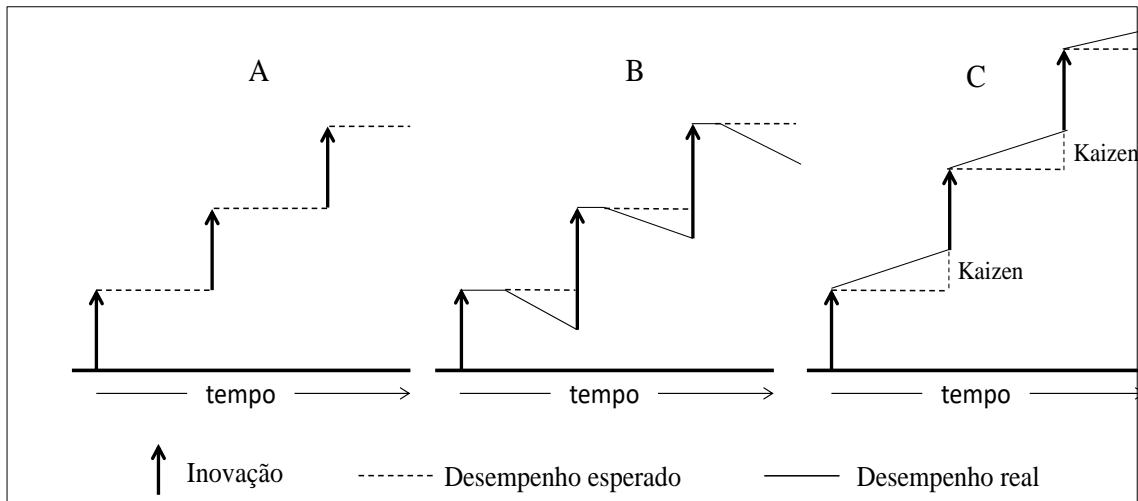 A
B
C
Kaizen
Kaizen
tempo
tempo
tempo
Inovação
Desempenho esperado
Desempenho real